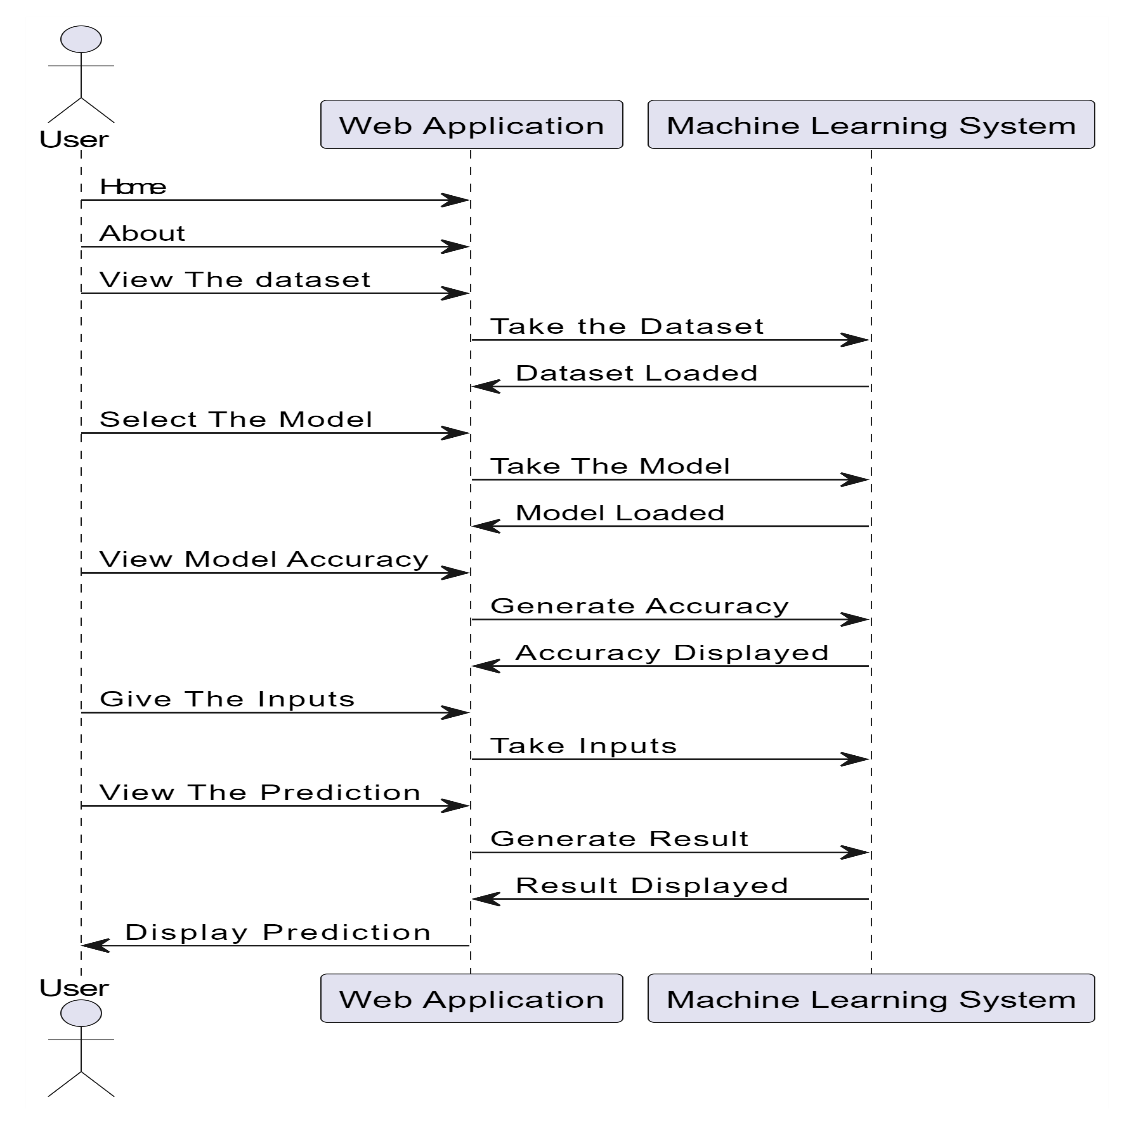 User
Web Application
Machine Learning System
Home
About
View The dataset
Take the Dataset
Dataset Loaded
Select The Model
Take The Model
Model Loaded
View Model Accuracy
Generate Accuracy
Accuracy Displayed
Give The Inputs
Take Inputs
View The Prediction
Generate Result
Result Displayed
Display Prediction
User
Web Application
Machine Learning System